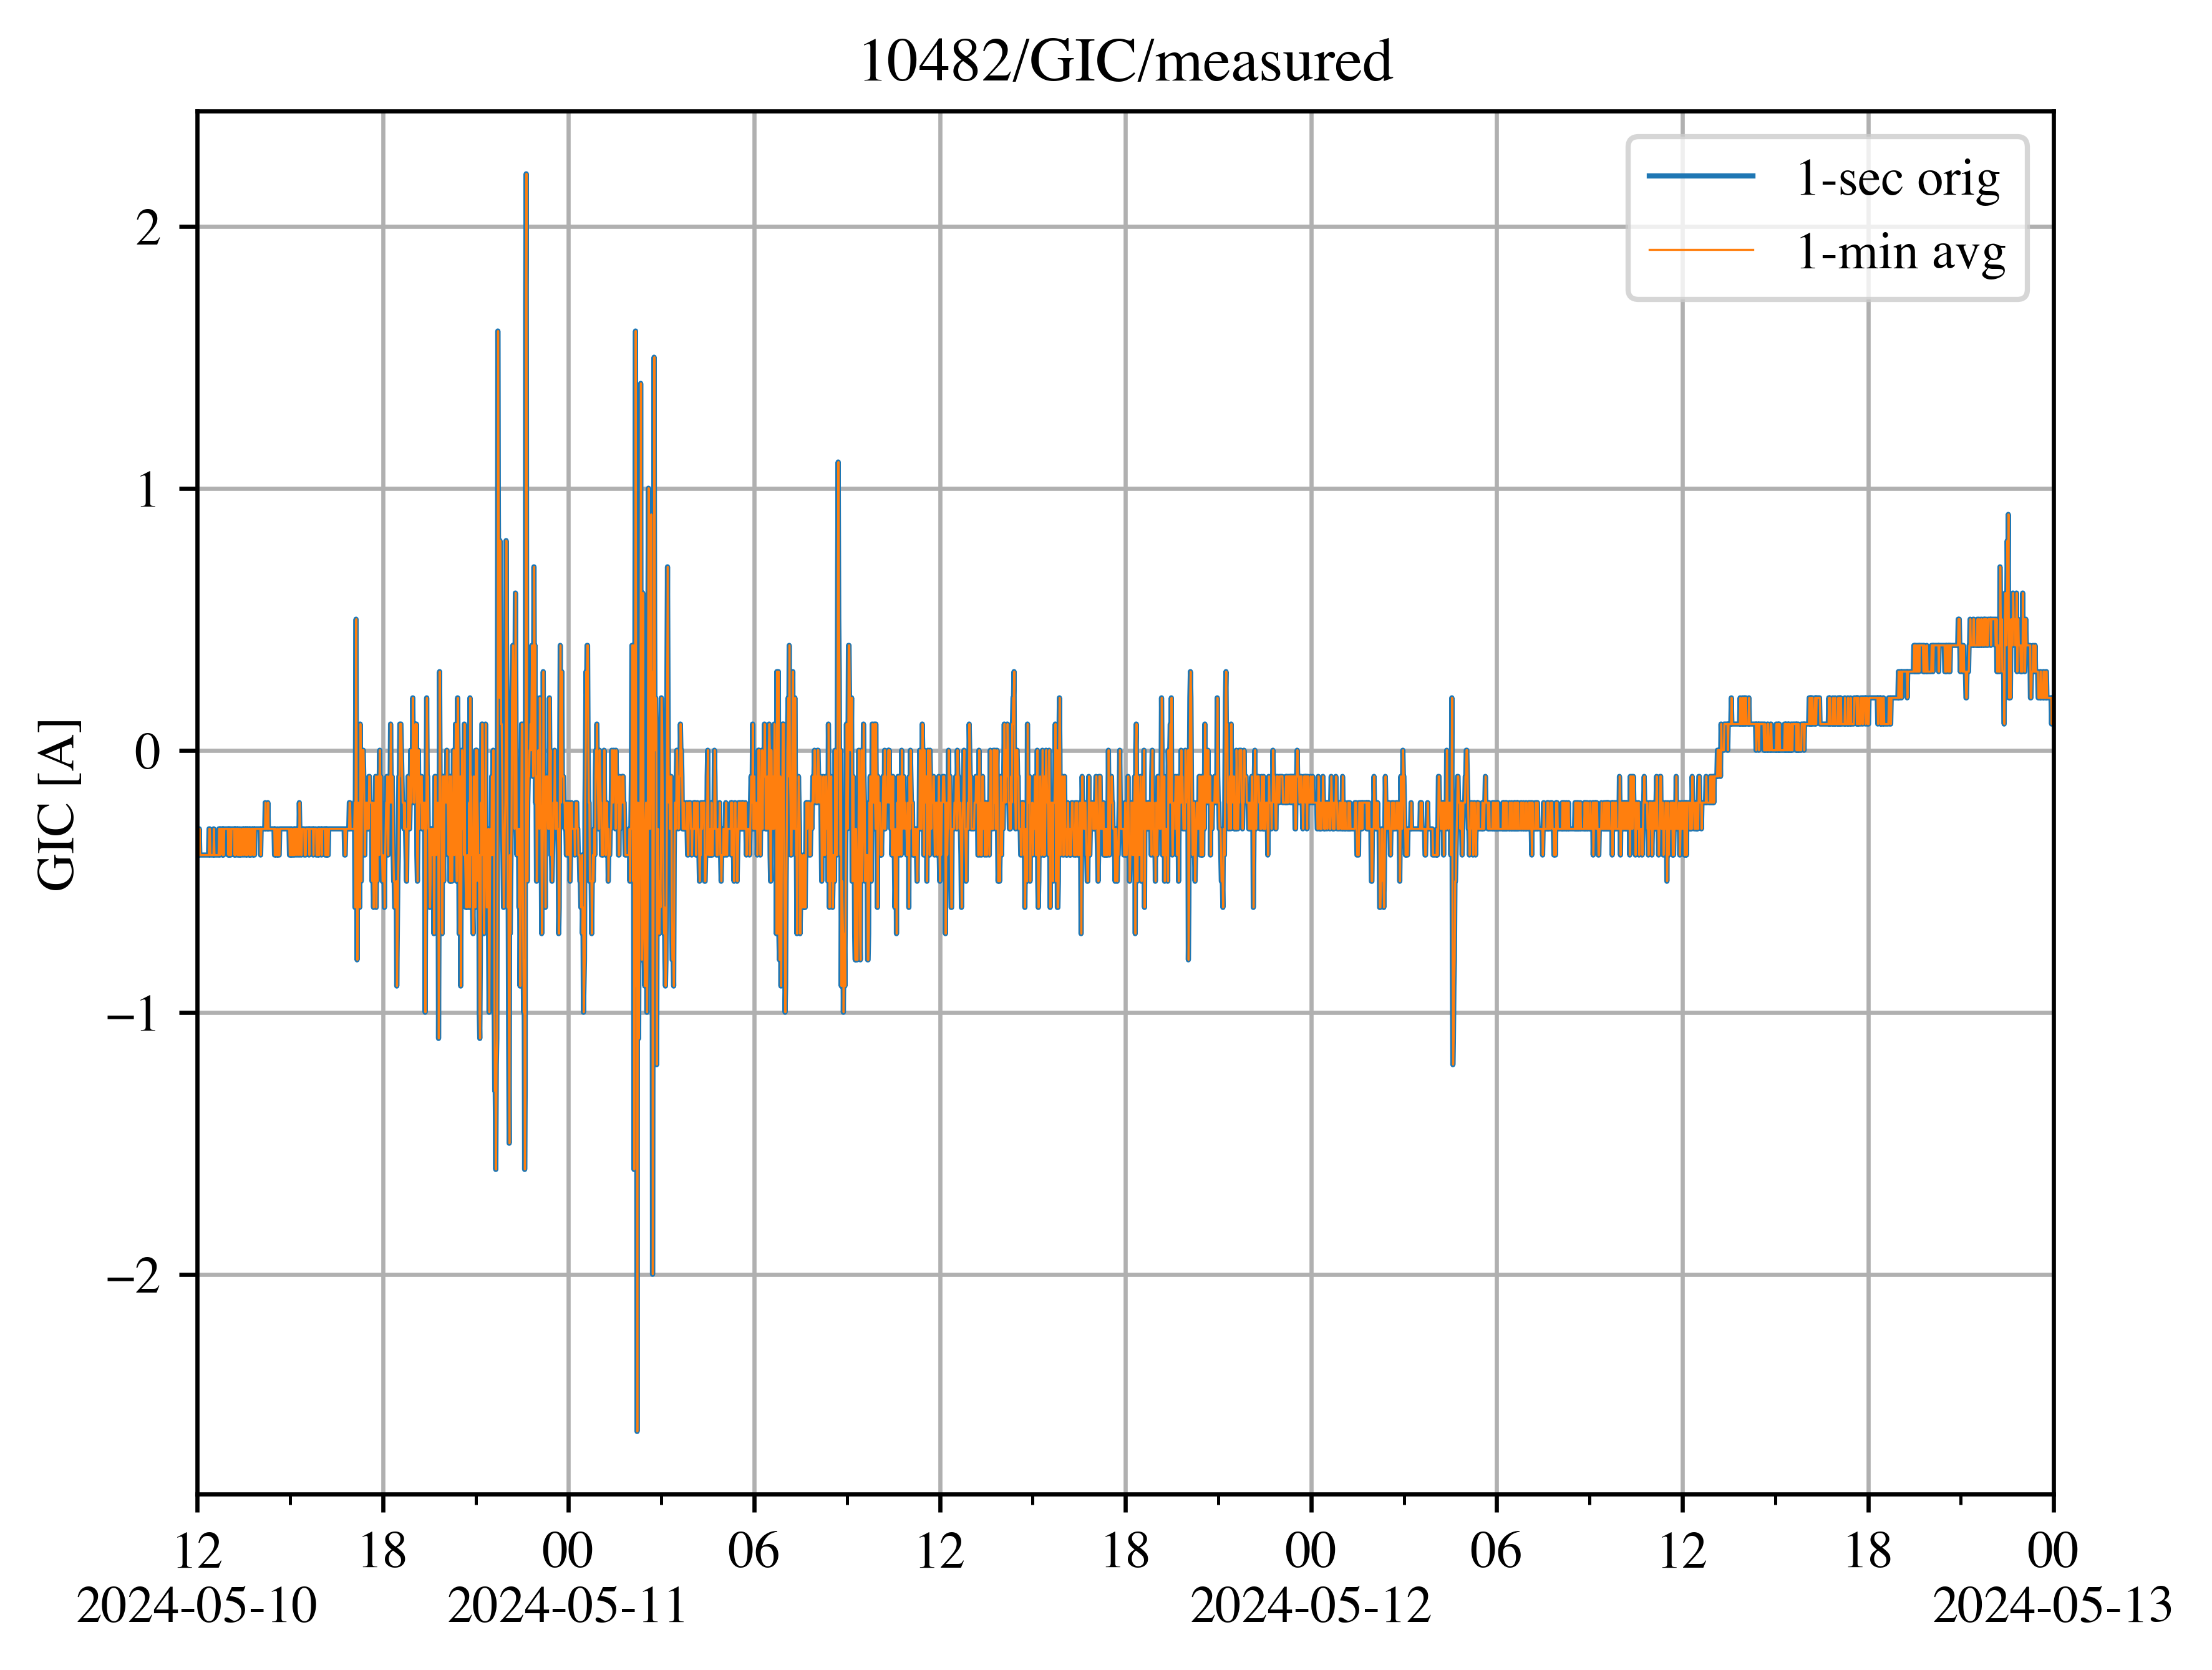 10482/GIC/measured
1-sec orig
1-min avg
GIC [A]
2
1
0
−1
−2
12 18 00 06 12 18 00 06 12 18 00
2024-05-10 2024-05-11 2024-05-12 2024-05-13